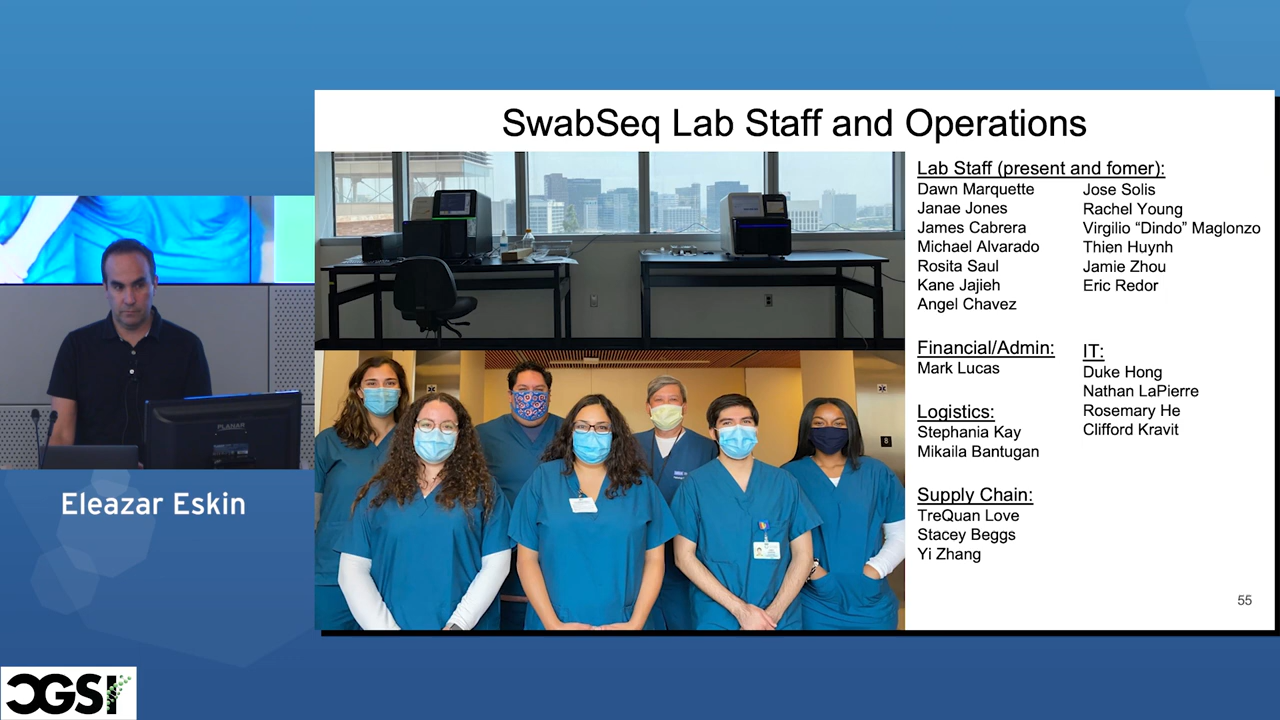 SwabSeq Lab Staff and Operations
Lab Staff (present and fomer):
Dawn Marquette
Janae Jones
James Cabrera
Michael Alvarado
Rosita Saul
Kane Jajieh
Angel Chavez
Jose Solis
Rachel Young
Virgilio “Dindo” Maglonzo
Thien Huynh
Jamie Zhou
Eric Redor
Financial/Admin:
Mark Lucas
IT:
Duke Hong
Nathan LaPierre
Rosemary He
Clifford Kravit
Logistics:
Stephania Kay
Mikaila Bantugan
Supply Chain:
TreQuan Love
Stacey Beggs
Yi Zhang
55
PLANAR
8
Eleazar Eskin
CGSI